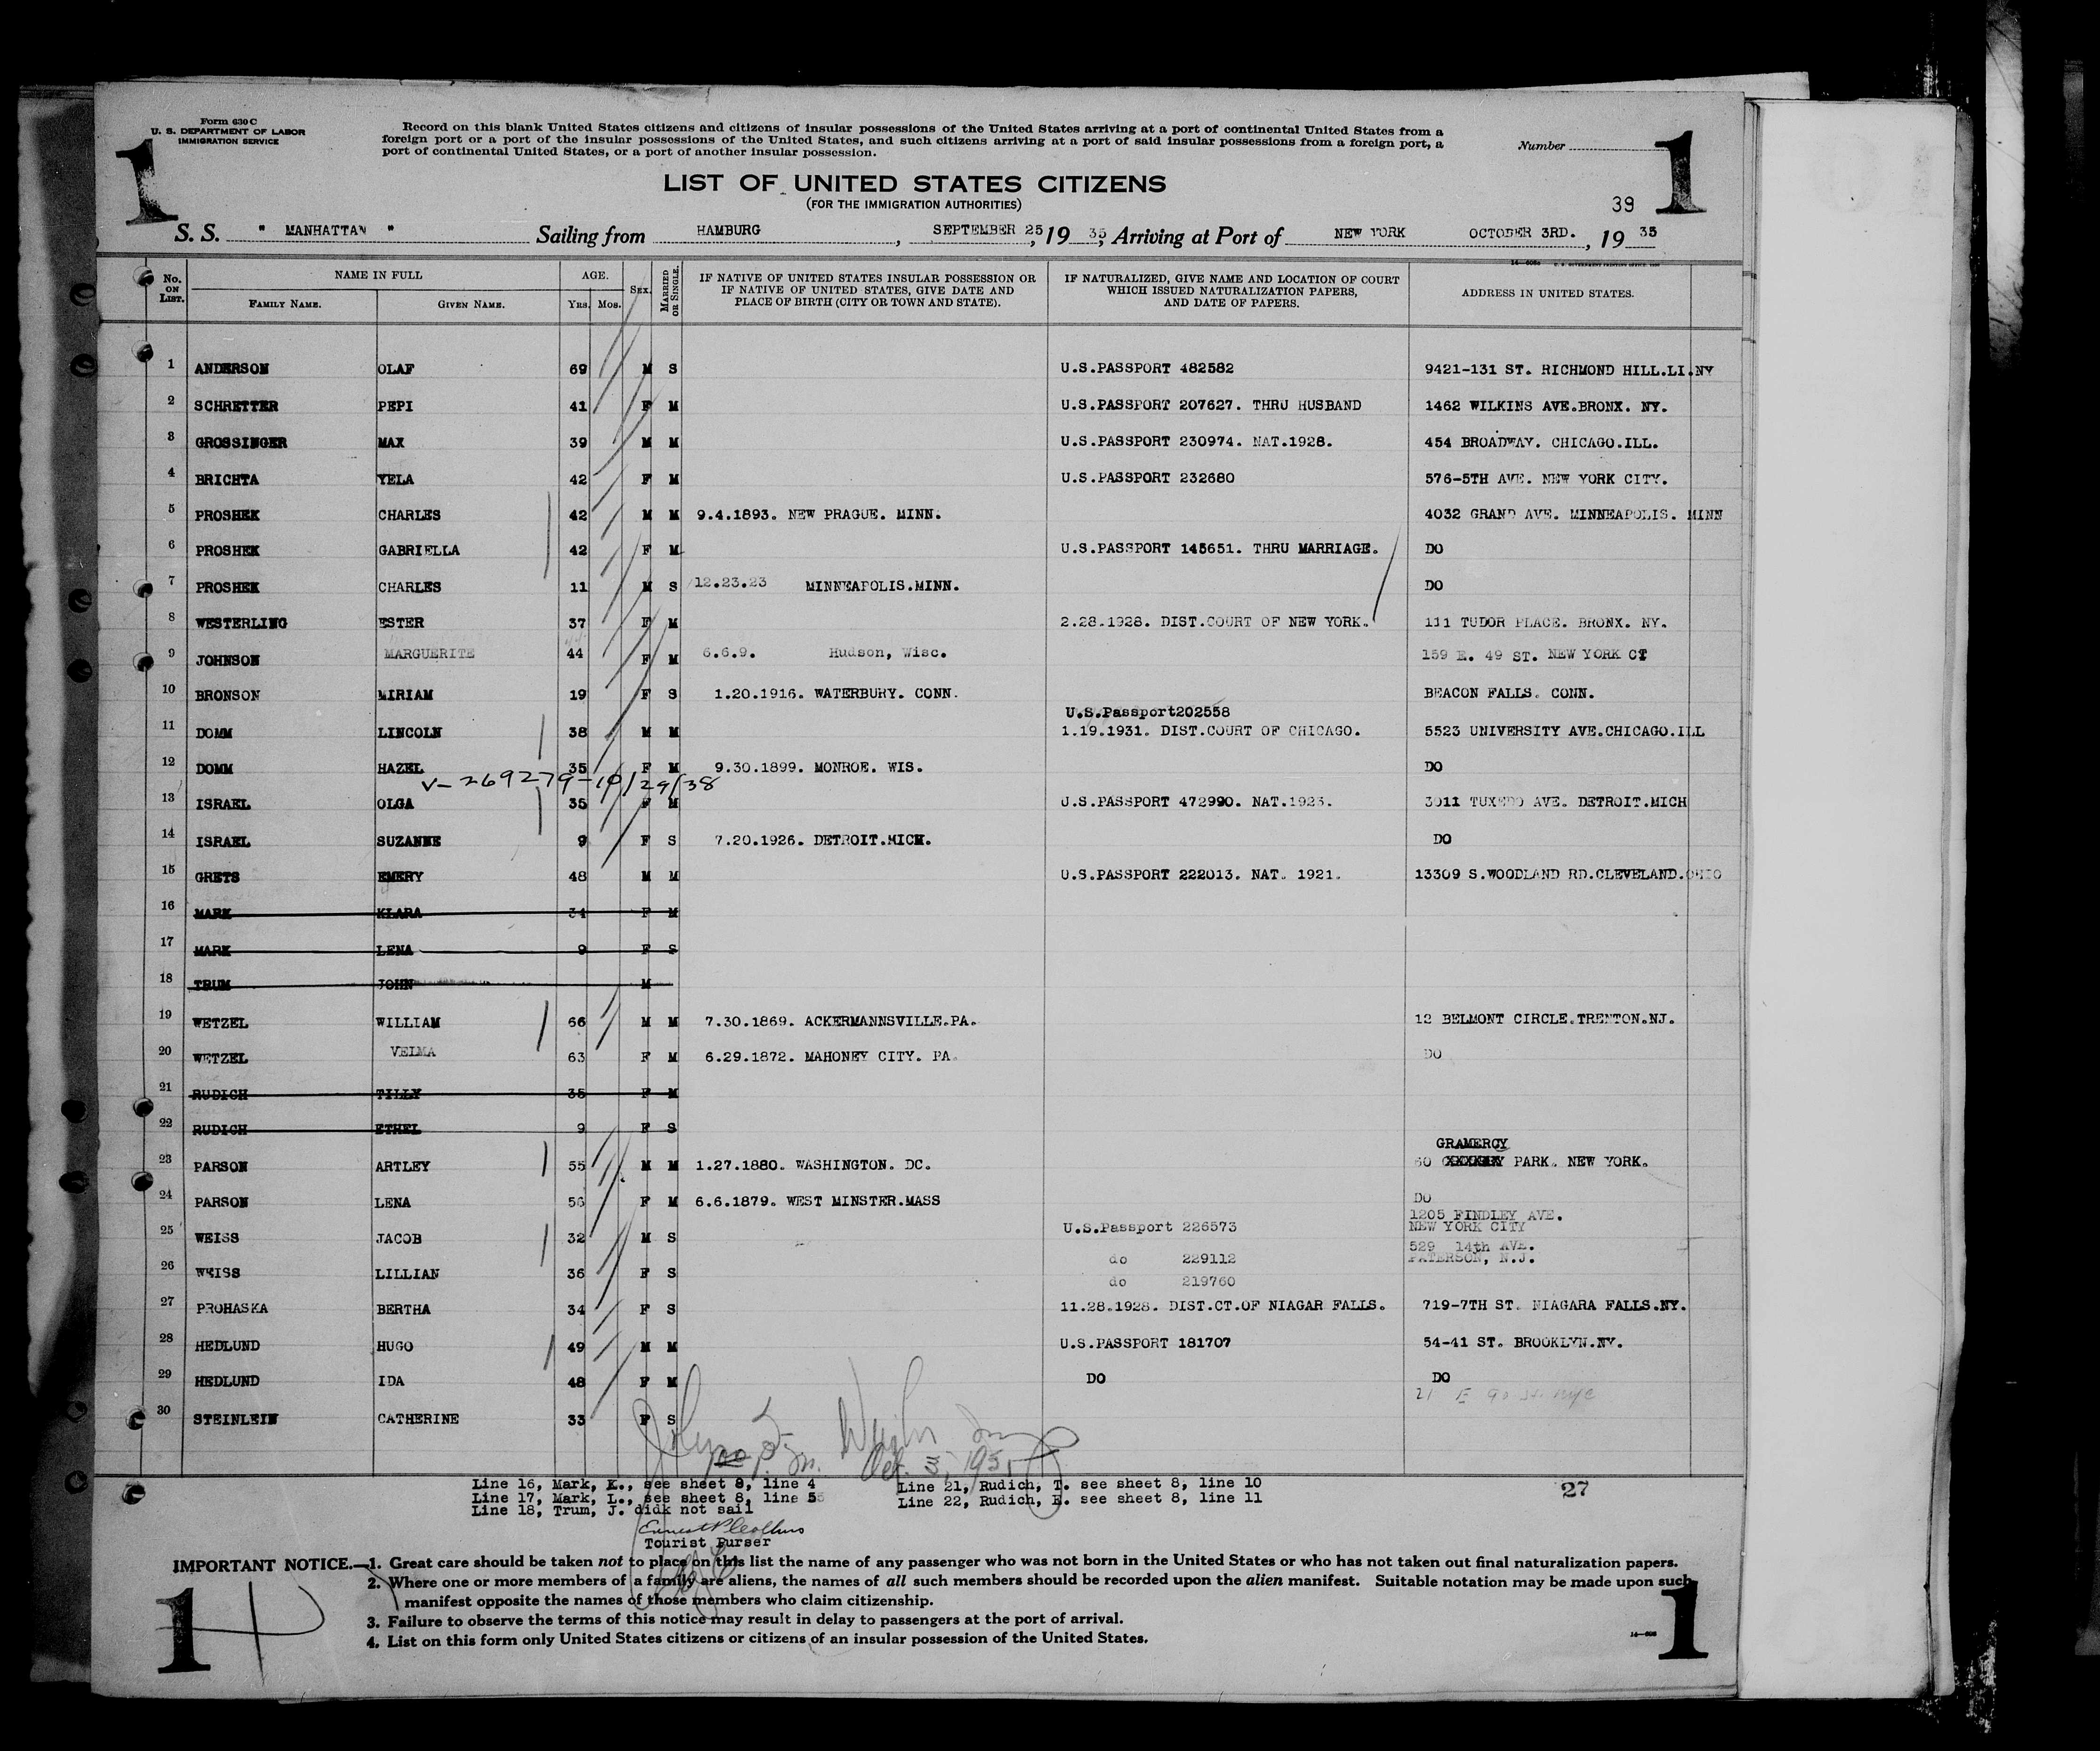 Form 630 C
U. S. DEPARTMENT OF LABOR
IMMIGRATION SERVICE
1
Record on this blank United States citizens and citizens of insular possessions of the United States arriving at a port of continental United States from a
foreign port or a port of the insular possessions of the United States, and such citizens arriving at a port of said insular possessions from a foreign port, a
port of continental United States, or a port of another insular possession.
Number
1
LIST OF UNITED STATES CITIZENS
(FOR THE IMMIGRATION AUTHORITIES)
39
S. S. " MANHATTAN " Sailing from HAMBURG, SEPTEMBER 25, 19 35, Arriving at Port of NEW YORK OCTOBER 3RD., 19 35
No. ON LIST. NAME IN FULL FAMILY NAME. GIVEN NAME. AGE. YRS. MOS. SEX. MARRIED OR SINGLE. IF NATIVE OF UNITED STATES INSULAR POSSESSION OR IF NATIVE OF UNITED STATES, GIVE DATE AND PLACE OF BIRTH (CITY OR TOWN AND STATE). IF NATURALIZED, GIVE NAME AND LOCATION OF COURT WHICH ISSUED NATURALIZATION PAPERS, AND DATE OF PAPERS. ADDRESS IN UNITED STATES.
1 ANDERSON OLAF 69 M S U.S.PASSPORT 482582 9421-131 ST. RICHMOND HILL.LI.NY
2 SCHRETTER PEPI 41 F M U.S.PASSPORT 207627. THRU HUSBAND 1462 WILKINS AVE.BRONX. NY.
3 GROSSINGER MAX 39 M M U.S.PASSPORT 230974. NAT.1928. 454 BROADWAY. CHICAGO.ILL.
4 BRICHTA YELA 42 F M U.S.PASSPORT 232680 576-5TH AVE. NEW YORK CITY.
5 PROSHEK CHARLES 42 M M 9.4.1893. NEW PRAGUE. MINN. 4032 GRAND AVE. MINNEAPOLIS. MINN
6 PROSHEK GABRIELLA 42 F M U.S.PASSPORT 145651. THRU MARRIAGE. DO
7 PROSHEK CHARLES 11 M S 12.23.23 MINNEAPOLIS.MINN. DO
8 WESTERLING ESTER 37 F M 2.28.1928. DIST.COURT OF NEW YORK. 111 TUDOR PLACE. BRONX. NY.
9 JOHNSON MARGUERITE 44 F M 6.6.9. Hudson, Wisc. 159 E. 49 ST. NEW YORK CT
10 BRONSON MIRIAM 19 F S 1.20.1916. WATERBURY. CONN. BEACON FALLS. CONN.
U.S.Passport202558
11 DOMM LINCOLN 38 M M 1.19.1931. DIST.COURT OF CHICAGO. 5523 UNIVERSITY AVE.CHICAGO.ILL
12 DOMM HAZEL 35 F M 9.30.1899. MONROE. WIS. DO
V-269279-10/29/38
13 ISRAEL OLGA 35 F M U.S.PASSPORT 472990. NAT.1923. 3011 TUXEDO AVE. DETROIT.MICH
14 ISRAEL SUZANNE 9 F S 7.20.1926. DETROIT.MICH. DO
15 GRETS EMERY 48 M M U.S.PASSPORT 222013. NAT. 1921. 13309 S.WOODLAND RD.CLEVELAND.OHIO
16 MARK KLARA 34 F M
17 MARK LENA 9 F S
18 TRUM JOHN M
19 WETZEL WILLIAM 66 M M 7.30.1869. ACKERMANNSVILLE.PA. 12 BELMONT CIRCLE.TRENTON.NJ.
20 WETZEL VELMA 63 F M 6.29.1872. MAHONEY CITY. PA. DO
21 RUDICH TILLY 35 F M
22 RUDICH ETHEL 9 F S
GRAMERCY
23 PARSON ARTLEY 55 M M 1.27.1880. WASHINGTON. DC. 60 PARK. NEW YORK.
24 PARSON LENA 56 F M 6.6.1879. WEST MINSTER.MASS DO
1205 FINDLEY AVE.
25 WEISS JACOB 32 M S U.S.Passport 226573 NEW YORK CITY
529 14th AVE.
26 WEISS LILLIAN 36 F S do 229112 PATERSON, N.J.
do 219760
27 PROHASKA BERTHA 34 F S 11.28.1928. DIST.CT.OF NIAGAR FALLS. 719-7TH ST. NIAGARA FALLS.NY.
28 HEDLUND HUGO 49 M M U.S.PASSPORT 181707 54-41 ST. BROOKLYN.NY.
29 HEDLUND IDA 48 F M DO DO
21 E 90 St. NYC
30 STEINLEIN CATHERINE 33 F S
Oct. 3, 1935
Line 16, Mark, K., see sheet 8, line 4
Line 17, Mark, L., see sheet 8, line 5
Line 18, Trum, J. didk not sail
Line 21, Rudich, T. see sheet 8, line 10
Line 22, Rudich, E. see sheet 8, line 11
27
Tourist Purser
IMPORTANT NOTICE.—1. Great care should be taken not to place on this list the name of any passenger who was not born in the United States or who has not taken out final naturalization papers.
2. Where one or more members of a family are aliens, the names of all such members should be recorded upon the alien manifest. Suitable notation may be made upon such
manifest opposite the names of those members who claim citizenship.
3. Failure to observe the terms of this notice may result in delay to passengers at the port of arrival.
4. List on this form only United States citizens or citizens of an insular possession of the United States.
1
1